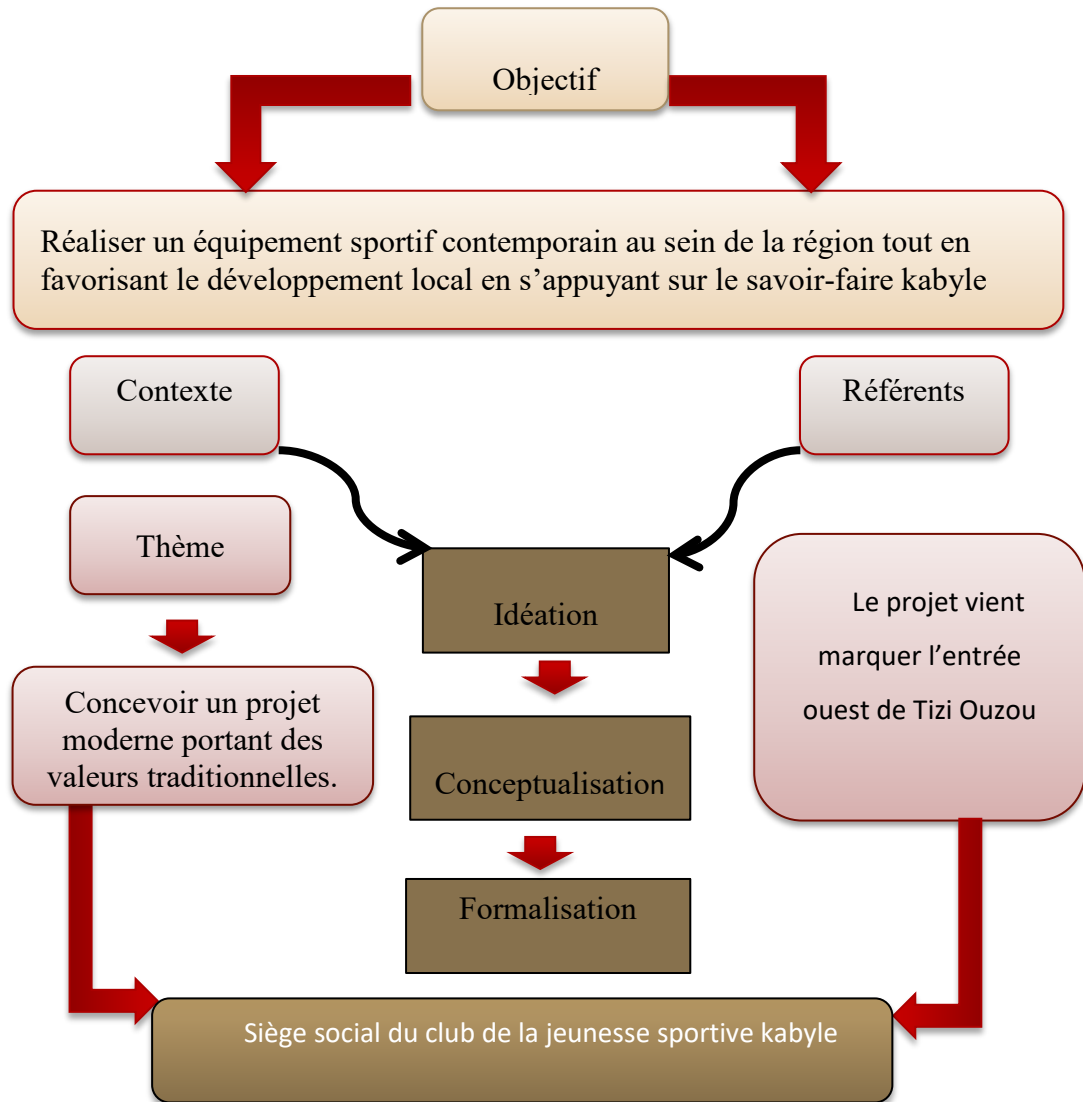 Objectif
Réaliser un équipement sportif contemporain au sein de la région tout en
favorisant le développement local en s’appuyant sur le savoir-faire kabyle
Contexte
Référents
Thème
Idéation
Le projet vient
marquer l’entrée
ouest de Tizi Ouzou
Concevoir un projet
moderne portant des
valeurs traditionnelles.
Conceptualisation
Formalisation
Siège social du club de la jeunesse sportive kabyle